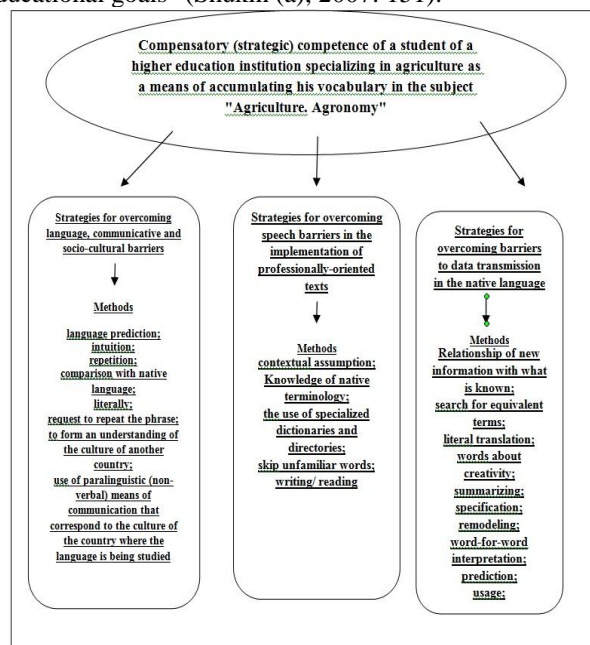 educational goals" (Shukin (a), 2007: 151).
Compensatory (strategic) competence of a student of a
higher education institution specializing in agriculture as
a means of accumulating his vocabulary in the subject
"Agriculture. Agronomy"
Strategies for overcoming
language, communicative and
socio-cultural barriers
Methods
language prediction;
intuition;
repetition;
comparison with native
language;
literally;
request to repeat the phrase;
to form an understanding of
the culture of another
country;
use of paralinguistic (non-
verbal) means of
communication that
correspond to the culture of
the country where the
language is being studied
Strategies for overcoming
speech barriers in the
implementation of
professionally-oriented
texts
Methods
contextual assumption;
Knowledge of native
terminology;
the use of specialized
dictionaries and
directories;
skip unfamiliar words;
writing/ reading
Strategies for
overcoming barriers
to data transmission
in the native language
Methods
Relationship of new
information with what
is known;
search for equivalent
terms;
literal translation;
words about
creativity;
summarizing;
specification;
remodeling;
word-for-word
interpretation;
prediction;
usage;